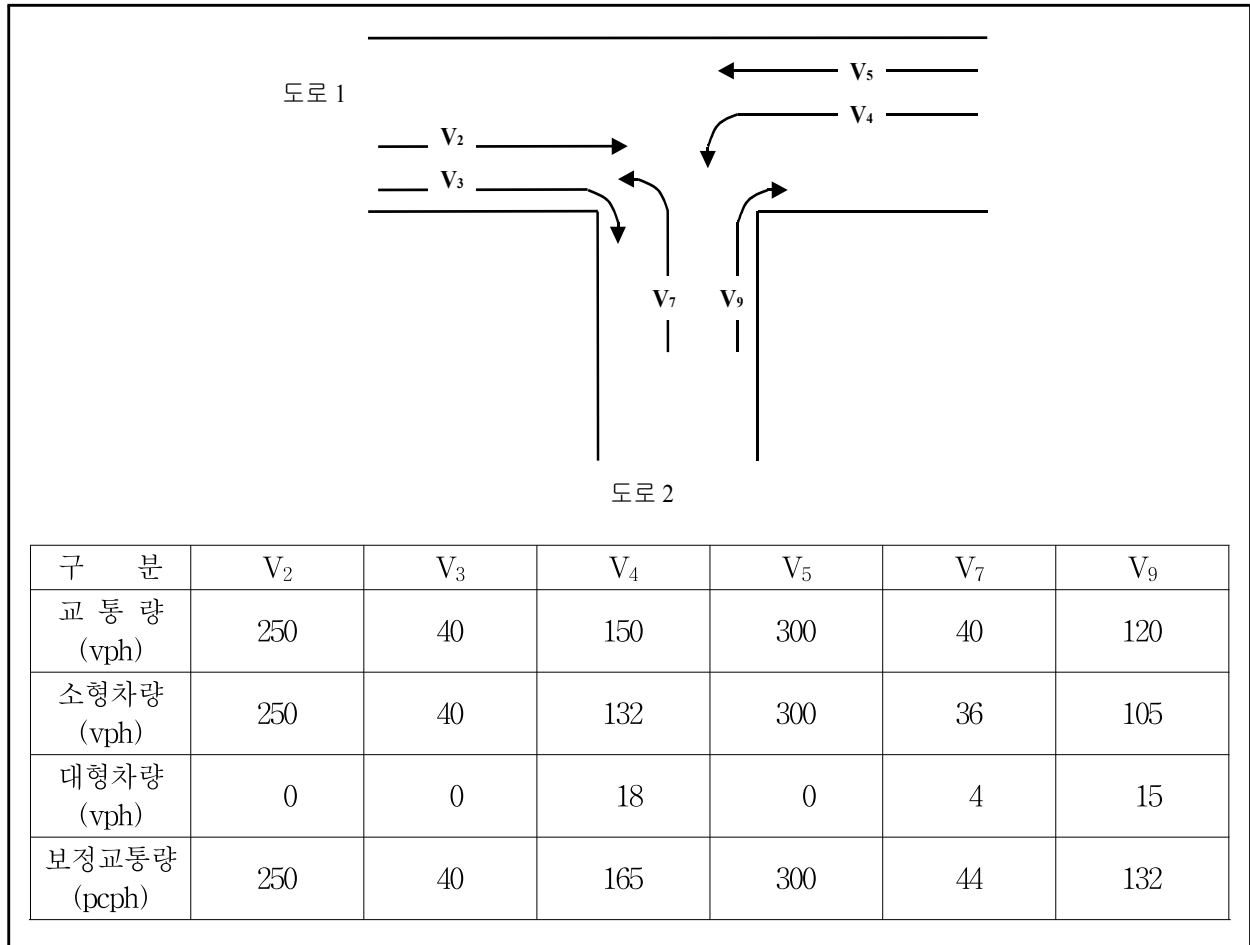 V₅
도로 1
V₄
V₂
V₃
V₇ V₉
도로 2
구 분 V₂ V₃ V₄ V₅ V₇ V₉
교 통 량
(vph) 250 40 150 300 40 120
소형차량
(vph) 250 40 132 300 36 105
대형차량
(vph) 0 0 18 0 4 15
보정교통량
(pcph) 250 40 165 300 44 132